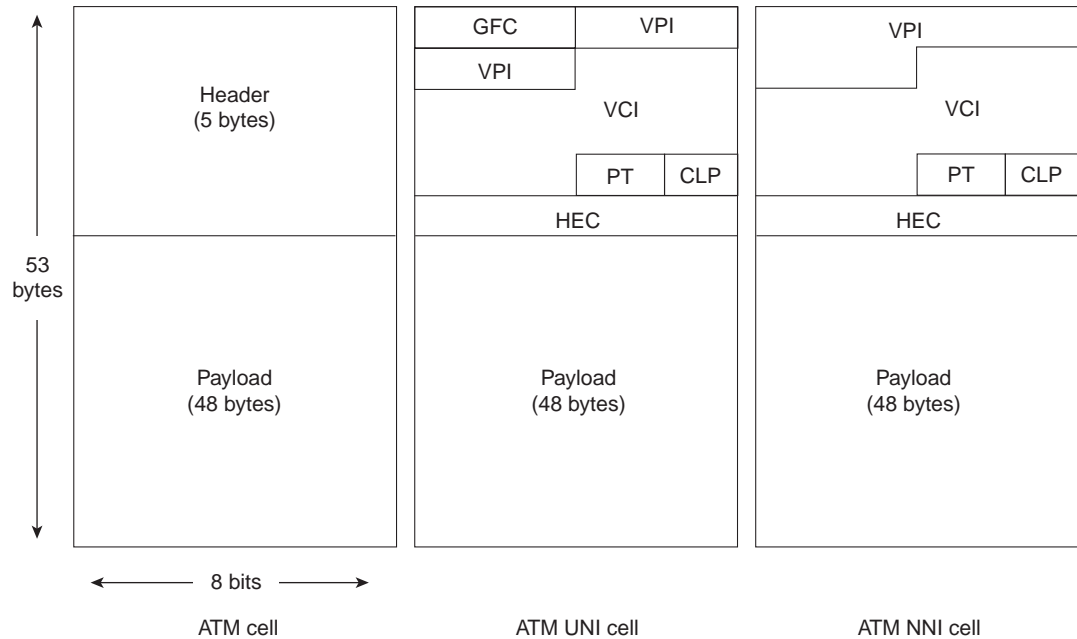 53
bytes
Header
(5 bytes)
Payload
(48 bytes)
8 bits
ATM cell
GFC
VPI
VPI
VCI
PT
CLP
HEC
Payload
(48 bytes)
ATM UNI cell
VPI
VCI
PT
CLP
HEC
Payload
(48 bytes)
ATM NNI cell